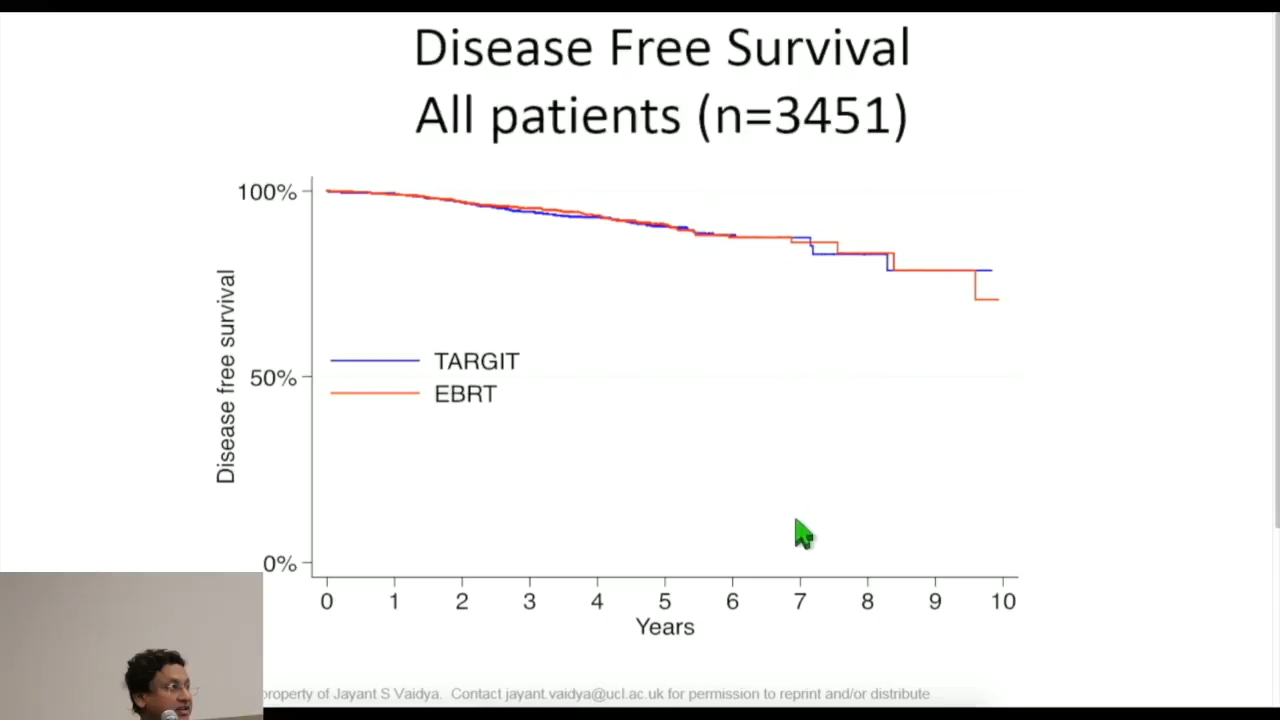 Disease Free Survival
All patients (n=3451)
100%
50%
0%
Disease free survival
TARGIT
EBRT
0 1 2 3 4 5 6 7 8 9 10
Years
property of Jayant S Vaidya. Contact jayant.vaidya@ucl.ac.uk for permission to reprint and/or distribute